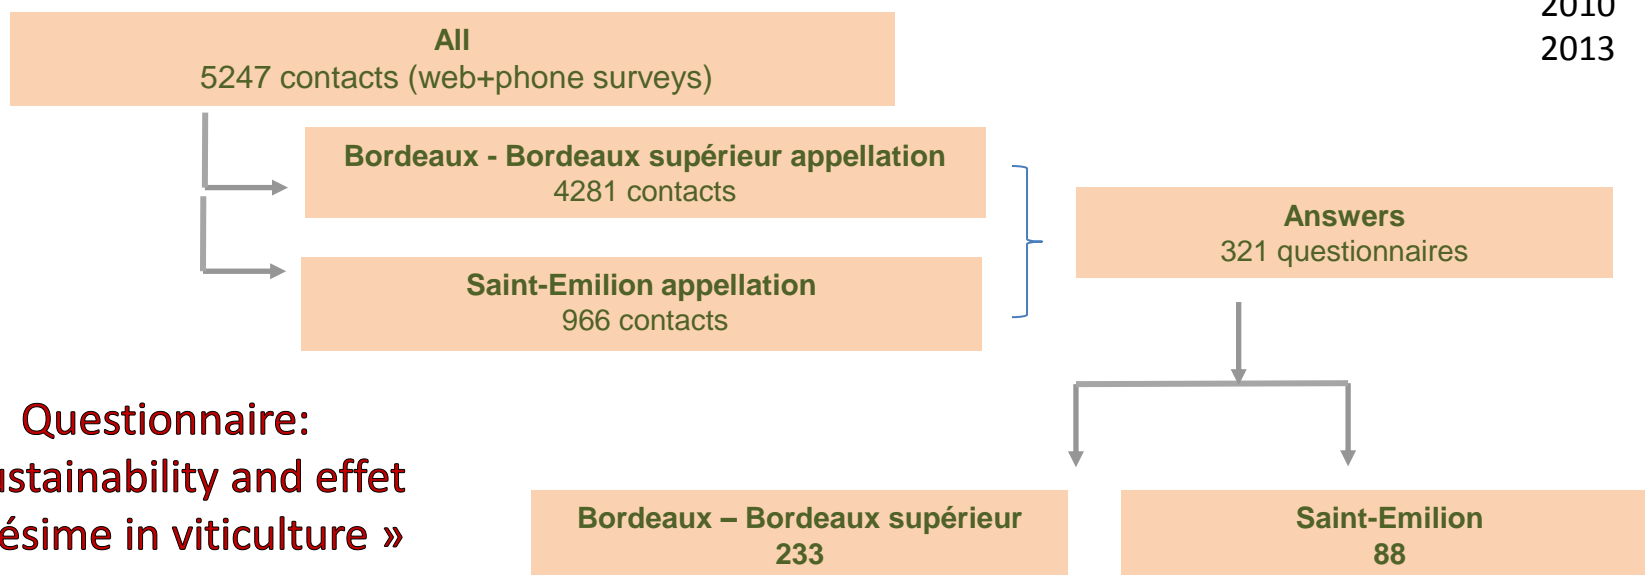 2010
2013
All
5247 contacts (web+phone surveys)
Bordeaux - Bordeaux supérieur appellation
4281 contacts
Saint-Emilion appellation
966 contacts
Answers
321 questionnaires
Questionnaire:
and effet
in viticulture »
Bordeaux – Bordeaux supérieur
233
Saint-Emilion
88